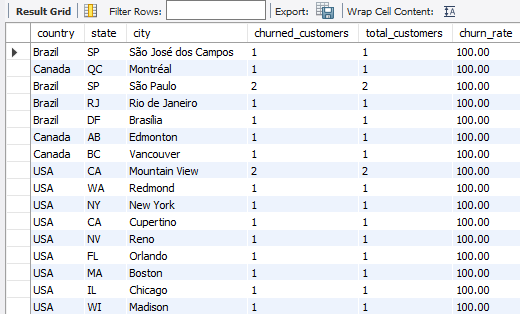 Result Grid Filter Rows: Export: Wrap Cell Content:
country state city churned_customers total_customers churn_rate
Brazil SP São José dos Campos 1 1 100.00
Canada QC Montréal 1 1 100.00
Brazil SP São Paulo 2 2 100.00
Brazil RJ Rio de Janeiro 1 1 100.00
Brazil DF Brasília 1 1 100.00
Canada AB Edmonton 1 1 100.00
Canada BC Vancouver 1 1 100.00
USA CA Mountain View 2 2 100.00
USA WA Redmond 1 1 100.00
USA NY New York 1 1 100.00
USA CA Cupertino 1 1 100.00
USA NV Reno 1 1 100.00
USA FL Orlando 1 1 100.00
USA MA Boston 1 1 100.00
USA IL Chicago 1 1 100.00
USA WI Madison 1 1 100.00